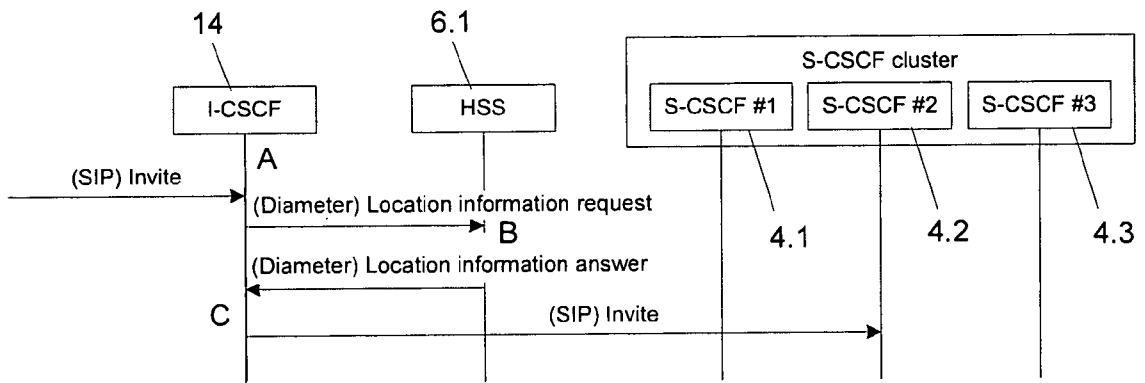 14
6.1
S-CSCF cluster
I-CSCF
HSS
S-CSCF #1
S-CSCF #2
S-CSCF #3
A
(SIP) Invite
(Diameter) Location information request
B
4.1
4.2
4.3
(Diameter) Location information answer
C
(SIP) Invite